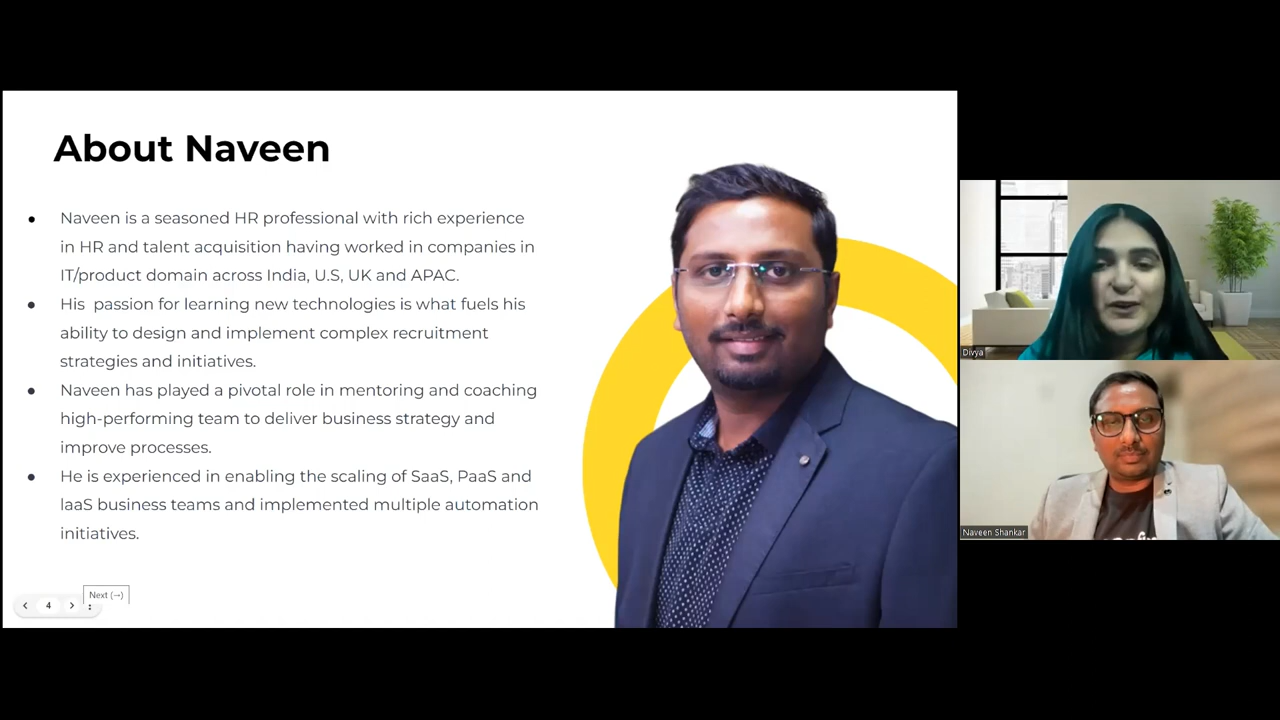 About Naveen
● Naveen is a seasoned HR professional with rich experience
in HR and talent acquisition having worked in companies in
IT/product domain across India, U.S, UK and APAC.
● His  passion for learning new technologies is what fuels his
ability to design and implement complex recruitment
strategies and initiatives.
● Naveen has played a pivotal role in mentoring and coaching
high-performing team to deliver business strategy and
improve processes.
● He is experienced in enabling the scaling of SaaS, PaaS and
IaaS business teams and implemented multiple automation
initiatives.
Next (→)
4
Divya
Naveen Shankar